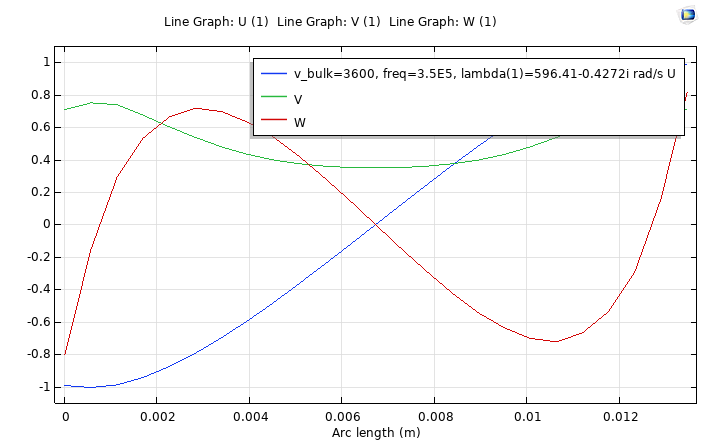 Line Graph: U (1)  Line Graph: V (1)  Line Graph: W (1)
v_bulk=3600, freq=3.5E5, lambda(1)=596.41-0.4272i rad/s U
V
W
1
0.8
0.6
0.4
0.2
0
-0.2
-0.4
-0.6
-0.8
-1
0 0.002 0.004 0.006 0.008 0.01 0.012
Arc length (m)